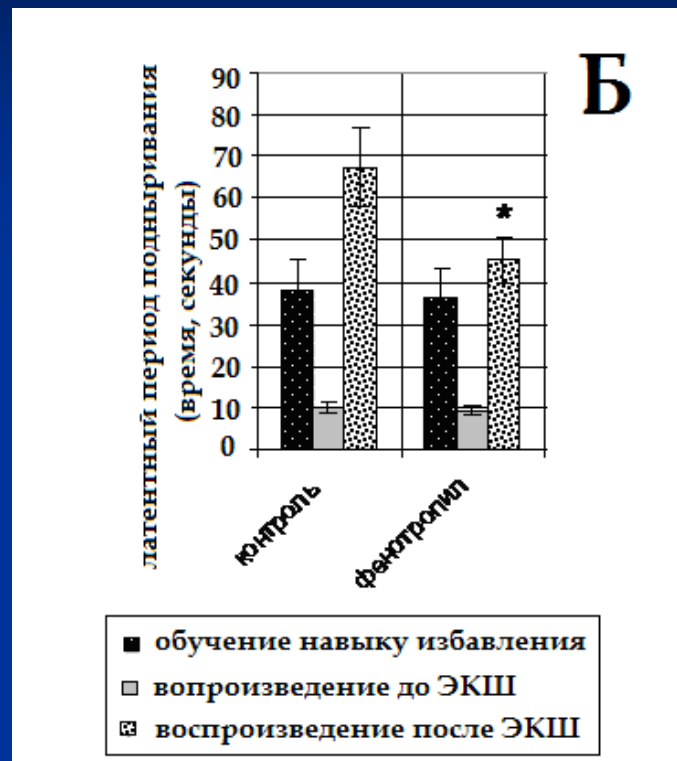 Б
латентный период подныривания
(время, секунды)
90
80
70
60
50
40
30
20
10
0
*
контроль
фенотропил
обучение навыку избавления
вопроизведение до ЭКШ
воспроизведение после ЭКШ